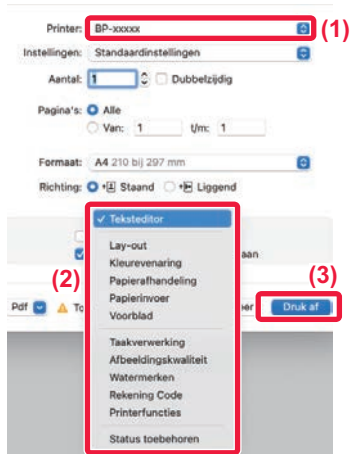 Printer: BP-xxxxx (1)
Instellingen: Standaardinstellingen
Aantal: 1 Dubbelzijdig
Pagina's: Alle
Van: 1 t/m: 1
Formaat: A4 210 bij 297 mm
Richting: Staand Liggend
✓ Teksteditor
Lay-out
Kleurevenaring aan
(2) Papierafhandeling (3)
Papierinvoer
Pdf To Voorblad eer Druk af
Taakverwerking
Afbeeldingskwaliteit
Watermerken
Rekening Code
Printerfuncties
Status toebehoren